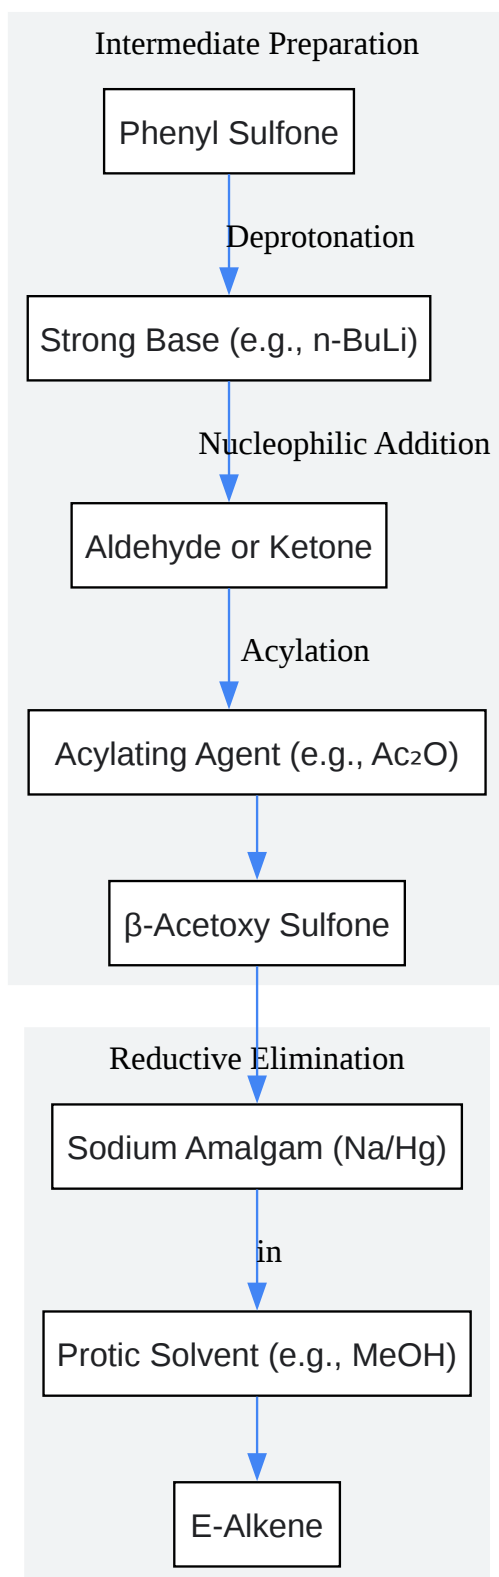 Intermediate Preparation
Phenyl Sulfone
Deprotonation
Strong Base (e.g., n-BuLi)
Nucleophilic Addition
Aldehyde or Ketone
Acylation
Acylating Agent (e.g., Ac₂O)
β-Acetoxy Sulfone
Reductive Elimination
Sodium Amalgam (Na/Hg)
in
Protic Solvent (e.g., MeOH)
E-Alkene